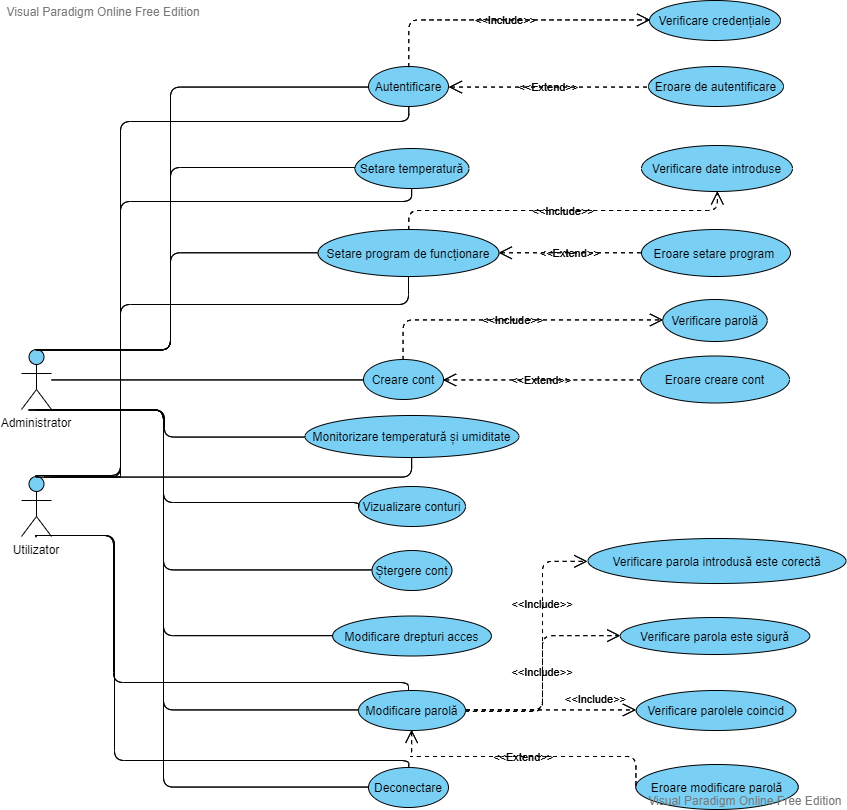 Visual Paradigm Online Free Edition
<<Include>>
Verificare credențiale
Autentificare
<<Extend>>
Eroare de autentificare
Setare temperatură
Verificare date introduse
<<Include>>
Setare program de funcționare
<<Extend>>
Eroare setare program
<<Include>>
Verificare parolă
Creare cont
<<Extend>>
Eroare creare cont
Administrator
Monitorizare temperatură și umiditate
Vizualizare conturi
Utilizator
Verificare parola introdusă este corectă
Ștergere cont
<<Include>>
Modificare drepturi acces
Verificare parola este sigură
<<Include>>
<<Include>>
Modificare parolă
Verificare parolele coincid
<<Extend>>
Deconectare
Eroare modificare parolă
Visual Paradigm Online Free Edition